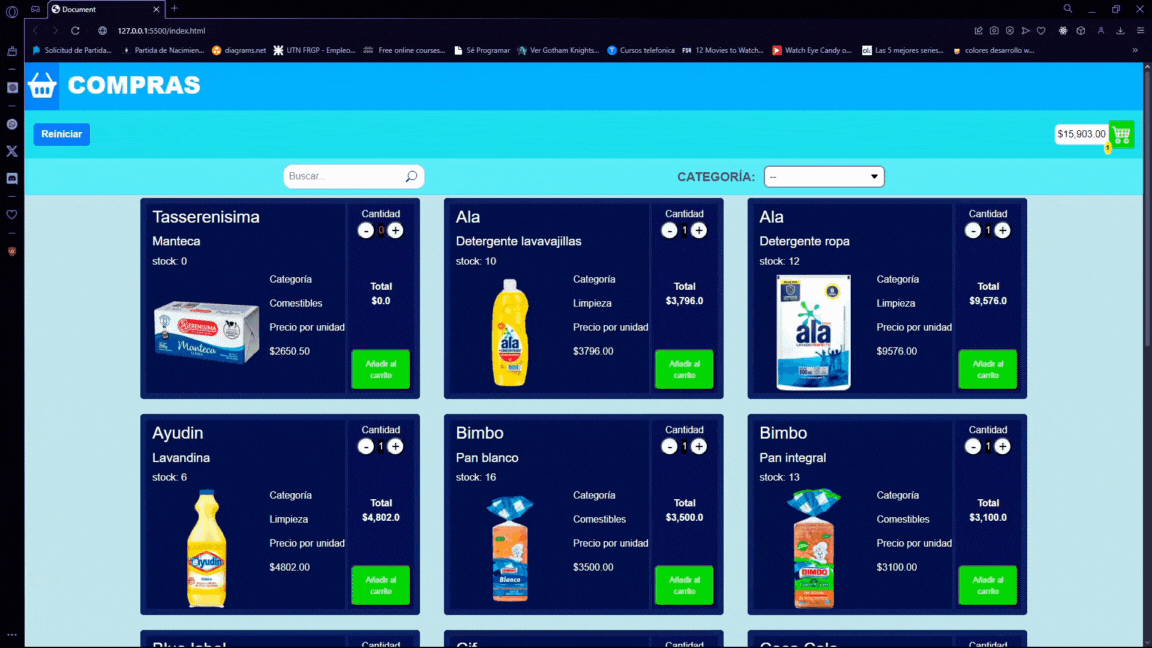 Document
127.0.0.1:5500/index.html
Solicitud de Partida...
Partida de Nacimien...
diagrams.net
UTN FRGP - Empleo...
Free online courses...
Sé Programar
Ver Gotham Knights...
Cursos telefonica
12 Movies to Watch...
Watch Eye Candy o...
Las 5 mejores series...
colores desarrollo w...
COMPRAS
Reiniciar
$15,903.00
1
Buscar...
CATEGORÍA:
--
Tasserenisima
Manteca
stock: 0
Categoría
Comestibles
Precio por unidad
$2650.50
Cantidad
- 0 +
Total
$0.0
Añadir al
carrito
Ala
Detergente lavavajillas
stock: 10
ala
Categoría
Limpieza
Precio por unidad
$3796.00
Cantidad
- 1 +
Total
$3,796.0
Añadir al
carrito
Ala
Detergente ropa
stock: 12
ala
Categoría
Limpieza
Precio por unidad
$9576.00
Cantidad
- 1 +
Total
$9,576.0
Añadir al
carrito
Ayudin
Lavandina
stock: 6
Ayudin
Categoría
Limpieza
Precio por unidad
$4802.00
Cantidad
- 1 +
Total
$4,802.0
Añadir al
carrito
Bimbo
Pan blanco
stock: 16
Blanco
Categoría
Comestibles
Precio por unidad
$3500.00
Cantidad
- 1 +
Total
$3,500.0
Añadir al
carrito
Bimbo
Pan integral
stock: 13
BIMBO
Categoría
Comestibles
Precio por unidad
$3100.00
Cantidad
- 1 +
Total
$3,100.0
Añadir al
carrito
Blue label
Cantidad
Cif
Cantidad
Coca Cola
Cantidad